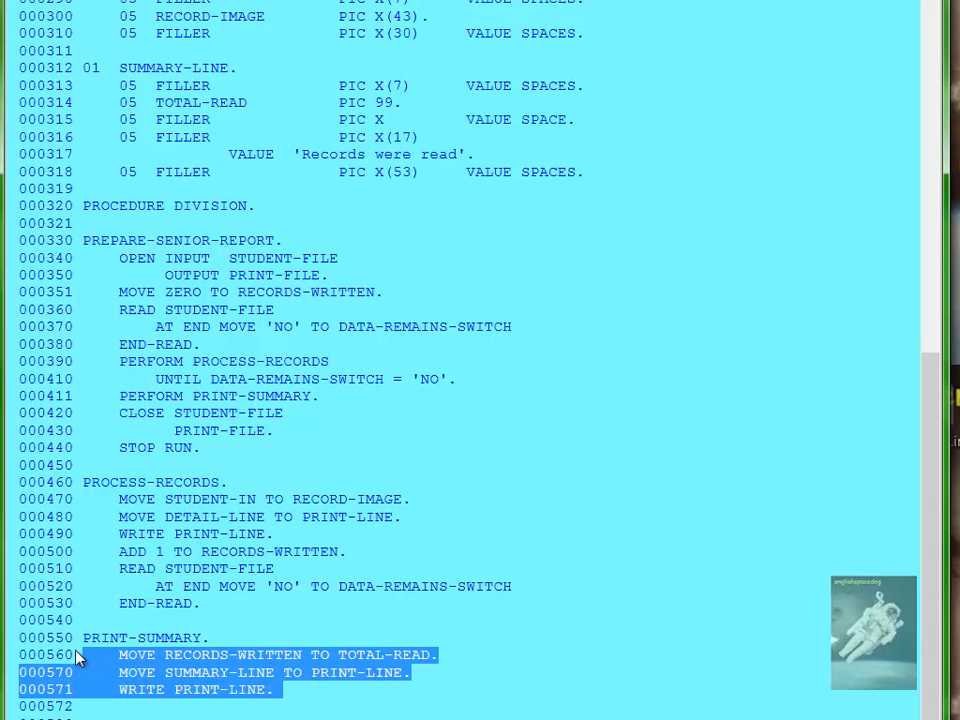 05 FILLER PIC X(7) VALUE SPACES.
000300 05 RECORD-IMAGE PIC X(43).
000310 05 FILLER PIC X(30) VALUE SPACES.
000311
000312 01 SUMMARY-LINE.
000313 05 FILLER PIC X(7) VALUE SPACES.
000314 05 TOTAL-READ PIC 99.
000315 05 FILLER PIC X VALUE SPACE.
000316 05 FILLER PIC X(17)
000317 VALUE 'Records were read'.
000318 05 FILLER PIC X(53) VALUE SPACES.
000319
000320 PROCEDURE DIVISION.
000321
000330 PREPARE-SENIOR-REPORT.
000340 OPEN INPUT STUDENT-FILE
000350 OUTPUT PRINT-FILE.
000351 MOVE ZERO TO RECORDS-WRITTEN.
000360 READ STUDENT-FILE
000370 AT END MOVE 'NO' TO DATA-REMAINS-SWITCH
000380 END-READ.
000390 PERFORM PROCESS-RECORDS
000410 UNTIL DATA-REMAINS-SWITCH = 'NO'.
000411 PERFORM PRINT-SUMMARY.
000420 CLOSE STUDENT-FILE
000430 PRINT-FILE.
000440 STOP RUN.
000450
000460 PROCESS-RECORDS.
000470 MOVE STUDENT-IN TO RECORD-IMAGE.
000480 MOVE DETAIL-LINE TO PRINT-LINE.
000490 WRITE PRINT-LINE.
000500 ADD 1 TO RECORDS-WRITTEN.
000510 READ STUDENT-FILE
000520 AT END MOVE 'NO' TO DATA-REMAINS-SWITCH
000530 END-READ.
000540
000550 PRINT-SUMMARY.
000560 MOVE RECORDS-WRITTEN TO TOTAL-READ.
000570 MOVE SUMMARY-LINE TO PRINT-LINE.
000571 WRITE PRINT-LINE.
000572
englishspacedog